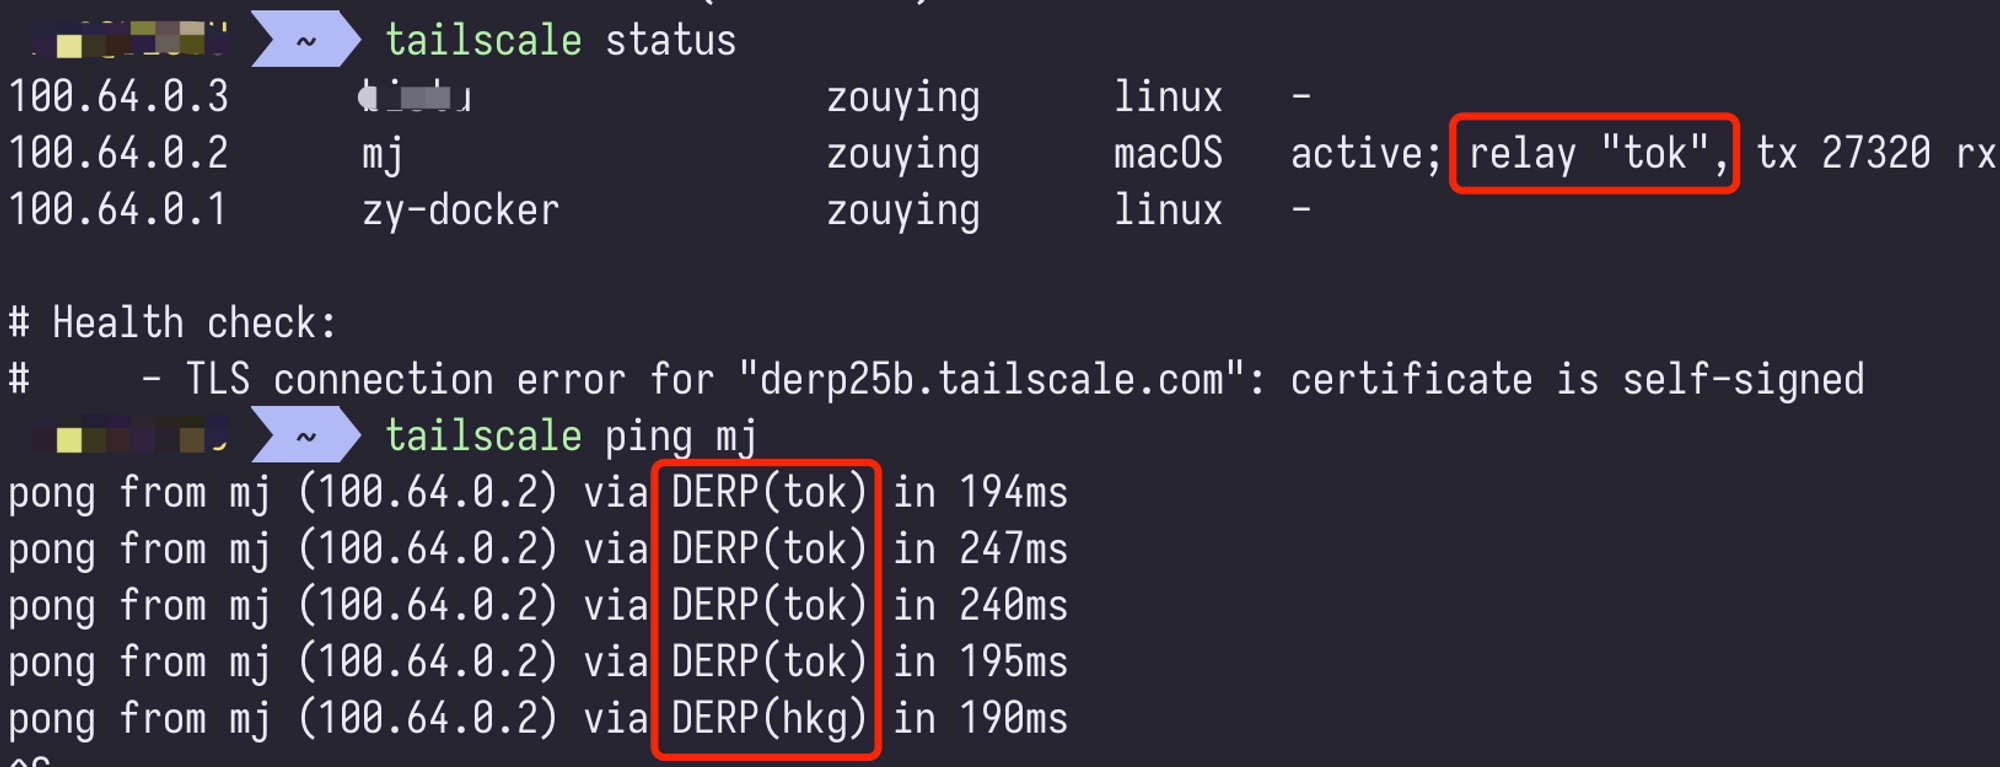 ~ tailscale status
100.64.0.3 zouying linux -
100.64.0.2 mj zouying macOS active; relay "tok", tx 27320 rx
100.64.0.1 zy-docker zouying linux -
# Health check:
# - TLS connection error for "derp25b.tailscale.com": certificate is self-signed
~ tailscale ping mj
pong from mj (100.64.0.2) via DERP(tok) in 194ms
pong from mj (100.64.0.2) via DERP(tok) in 247ms
pong from mj (100.64.0.2) via DERP(tok) in 240ms
pong from mj (100.64.0.2) via DERP(tok) in 195ms
pong from mj (100.64.0.2) via DERP(hkg) in 190ms